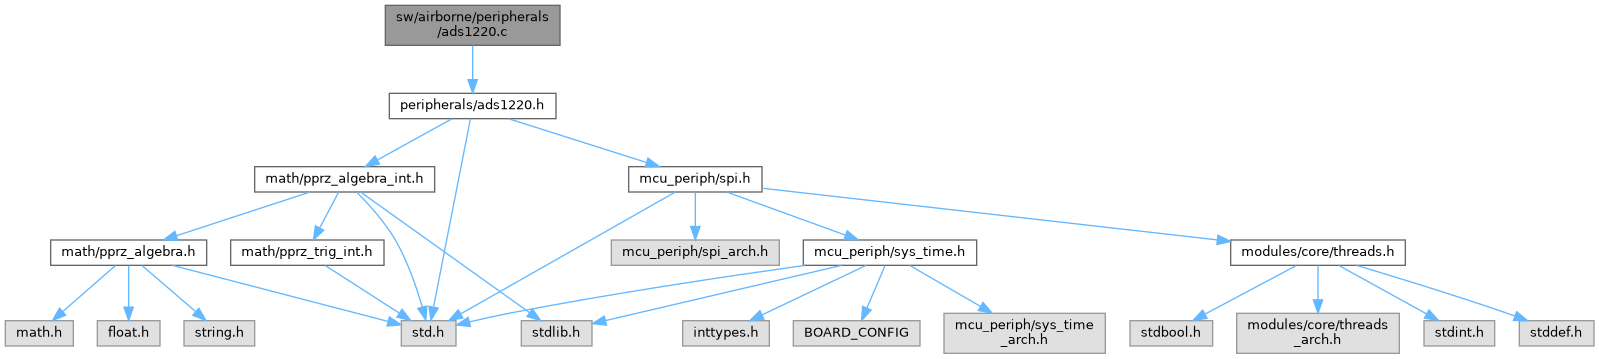 sw/airborne/peripherals
/ads1220.c
peripherals/ads1220.h
math/pprz_algebra_int.h
mcu_periph/spi.h
math/pprz_algebra.h
math/pprz_trig_int.h
mcu_periph/spi_arch.h
mcu_periph/sys_time.h
modules/core/threads.h
math.h
float.h
string.h
std.h
stdlib.h
inttypes.h
BOARD_CONFIG
mcu_periph/sys_time
_arch.h
stdbool.h
modules/core/threads
_arch.h
stdint.h
stddef.h